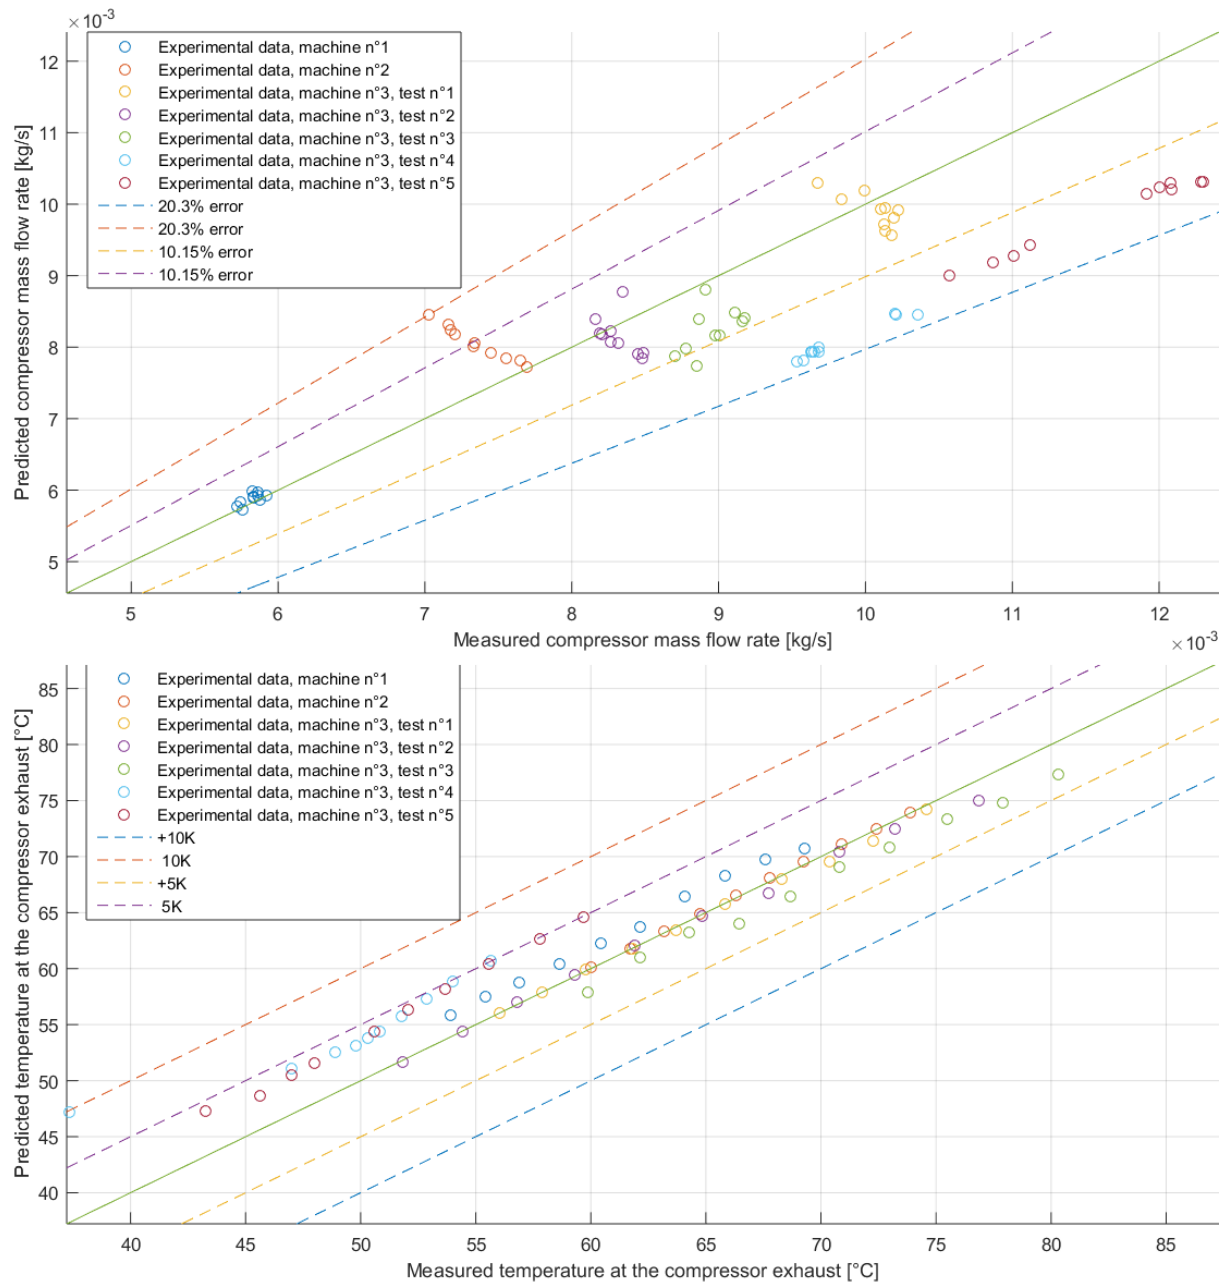 ×10⁻³
Experimental data, machine n°1
Experimental data, machine n°2
Experimental data, machine n°3, test n°1
Experimental data, machine n°3, test n°2
Experimental data, machine n°3, test n°3
Experimental data, machine n°3, test n°4
Experimental data, machine n°3, test n°5
20.3% error
20.3% error
10.15% error
10.15% error
Predicted compressor mass flow rate [kg/s]
12
11
10
9
8
7
6
5
5 6 7 8 9 10 11 12
Measured compressor mass flow rate [kg/s]
×10⁻³
Experimental data, machine n°1
Experimental data, machine n°2
Experimental data, machine n°3, test n°1
Experimental data, machine n°3, test n°2
Experimental data, machine n°3, test n°3
Experimental data, machine n°3, test n°4
Experimental data, machine n°3, test n°5
+10K
10K
+5K
5K
Predicted temperature at the compressor exhaust [°C]
85
80
75
70
65
60
55
50
45
40
40 45 50 55 60 65 70 75 80 85
Measured temperature at the compressor exhaust [°C]